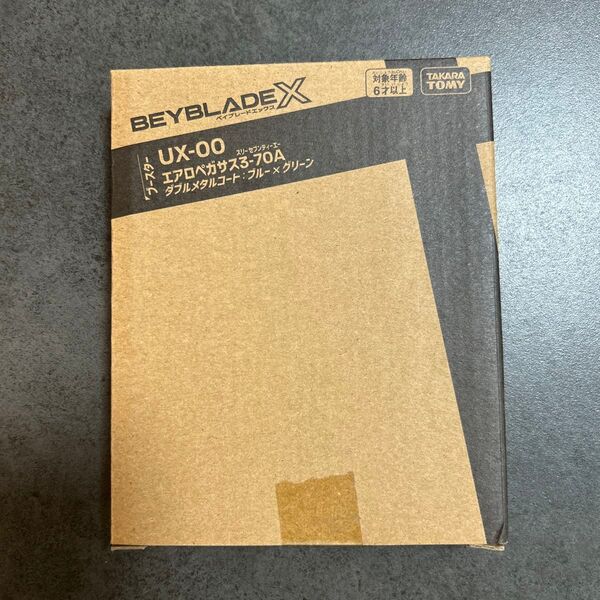 BEYBLADE X
ベイブレードエックス
対象年齢
6才以上
TAKARA
TOMY
ブースター
UX-00
スリーセブンティーエー
エアロペガサス3-70A
ダブルメタルコート:ブルー×グリーン